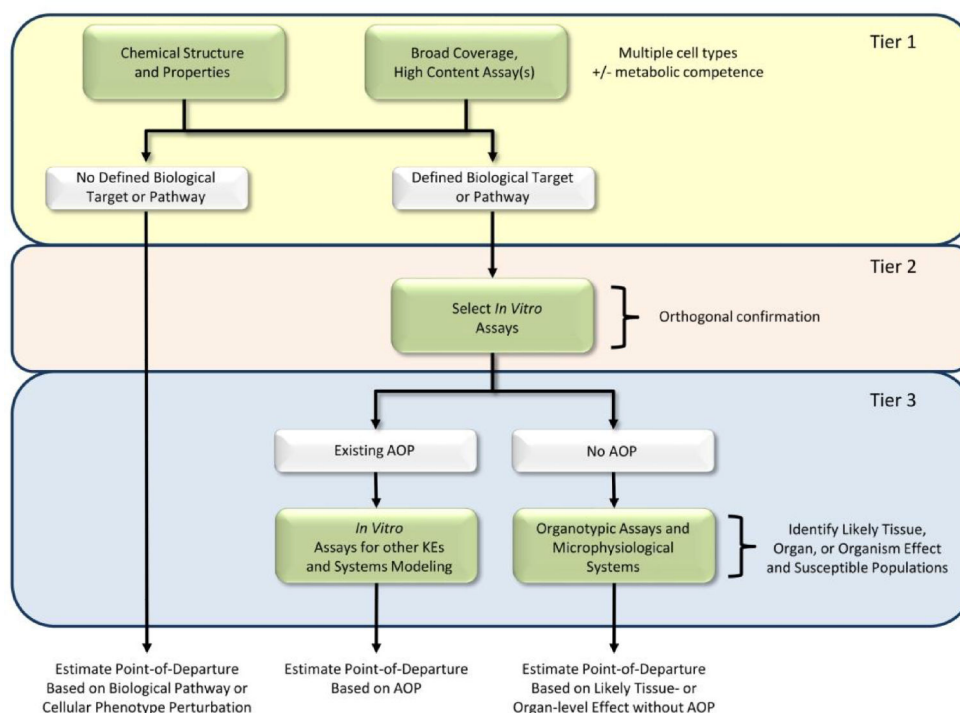 Tier 1
Chemical Structure
and Properties
Broad Coverage,
High Content Assay(s)
Multiple cell types
+/- metabolic competence
No Defined Biological
Target or Pathway
Defined Biological Target
or Pathway
Tier 2
Select In Vitro
Assays
Orthogonal confirmation
Tier 3
Existing AOP
No AOP
In Vitro
Assays for other KEs
and Systems Modeling
Organotypic Assays and
Microphysiological
Systems
Identify Likely Tissue,
Organ, or Organism Effect
and Susceptible Populations
Estimate Point-of-Departure
Based on Biological Pathway or
Cellular Phenotype Perturbation
Estimate Point-of-Departure
Based on AOP
Estimate Point-of-Departure
Based on Likely Tissue- or
Organ-level Effect without AOP